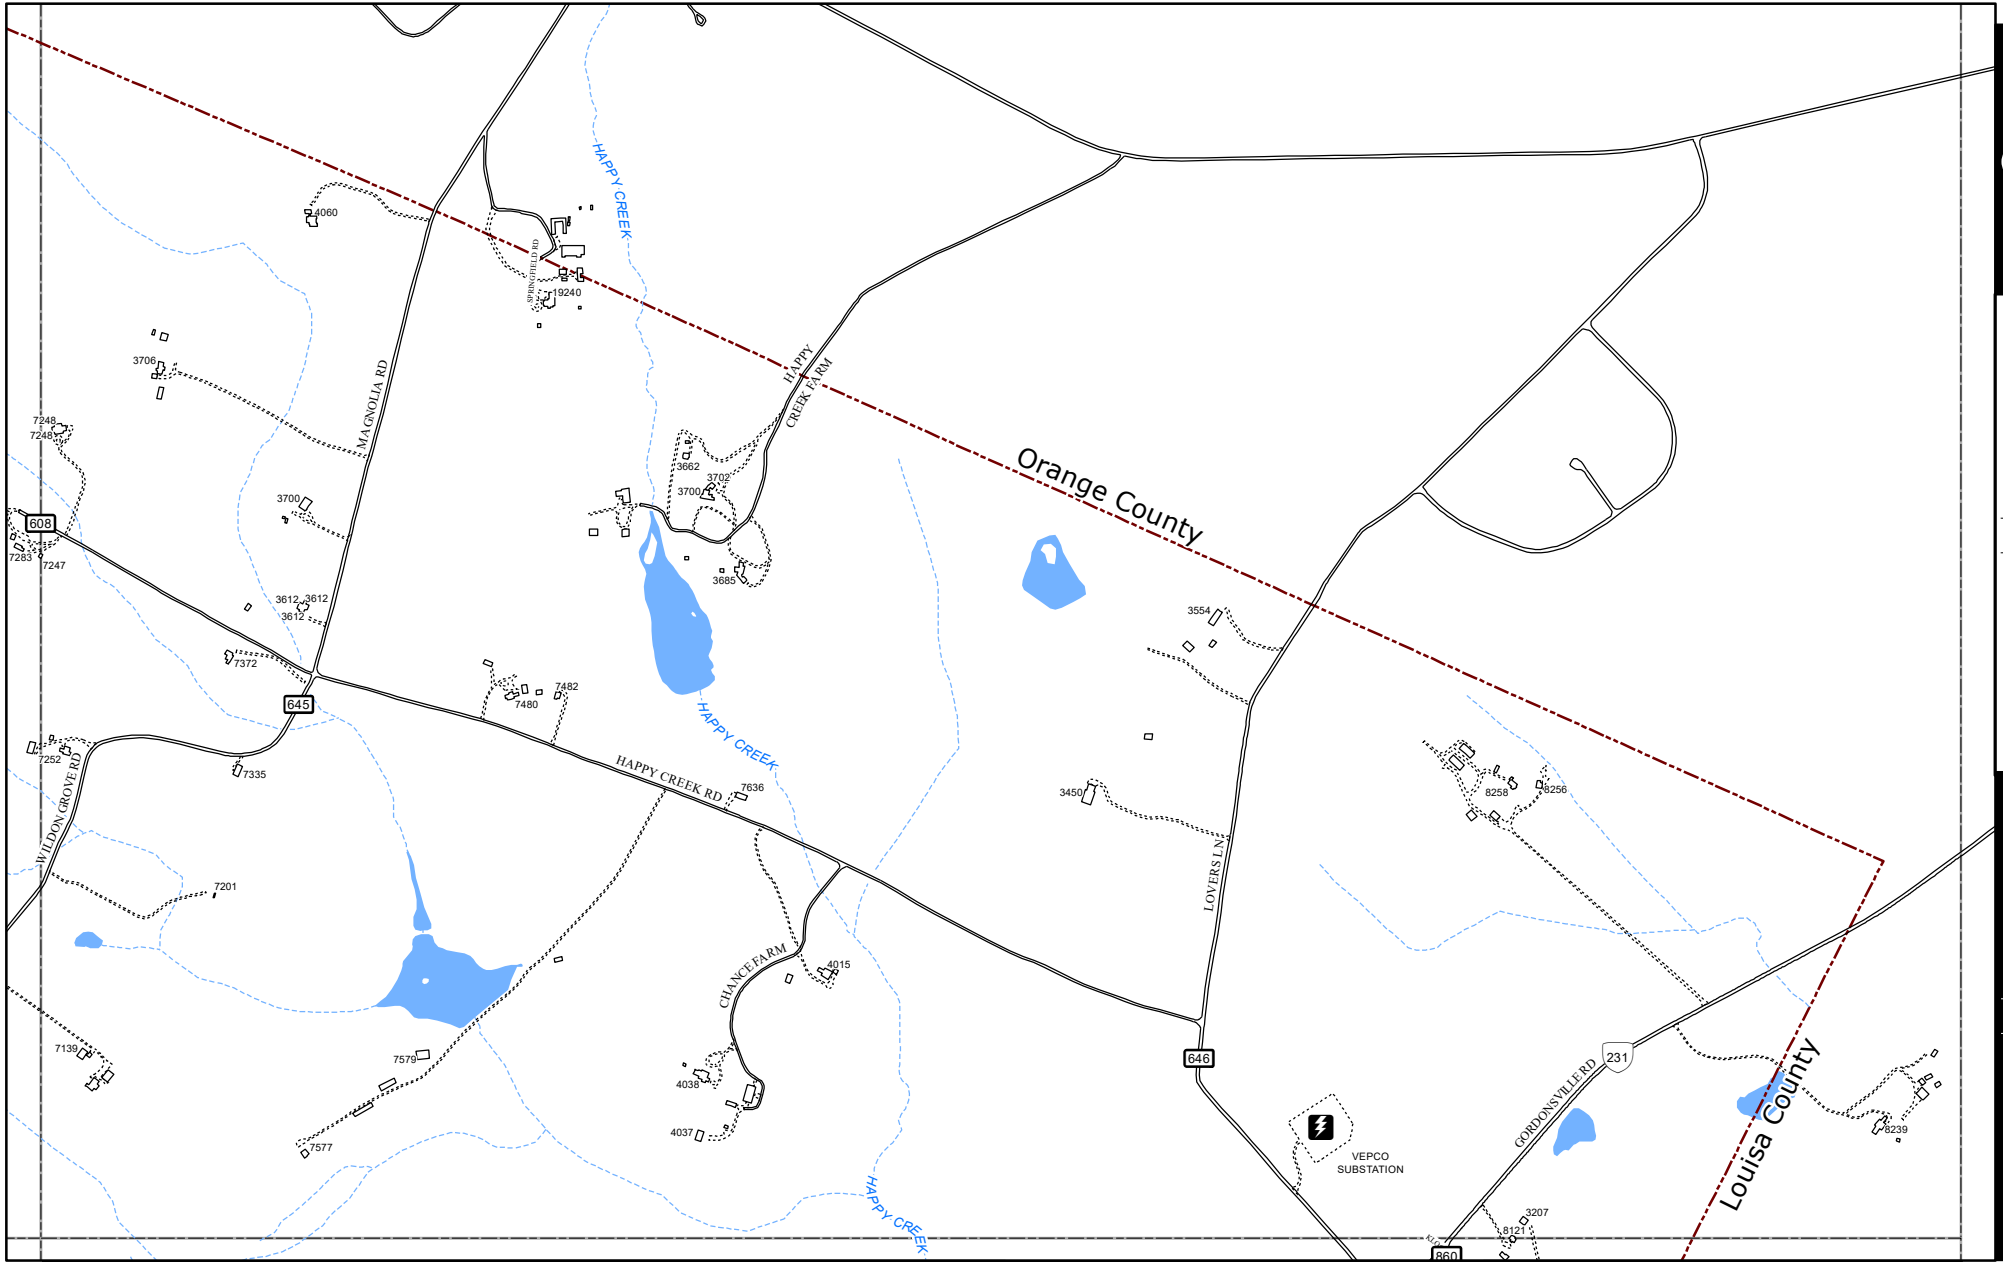 HAPPY CREEK
4060
SPRINGFIELD RD
19240
3706
MAGNOLIA RD
HAPPY
CREEK FARM
7248
7248
3662
3702
3700
3700
Orange County
608
7283
7247
3685
3612
3612
3612
3554
7372
7482
7480
645
HAPPY CREEK
7252
7335
WILDON GROVE RD
HAPPY CREEK RD
7636
3450
8258
8256
LOVERS LN
7201
CHANCE FARM
4015
7139
7579
4038
646
231
GORDONSVILLE RD
Louisa County
4037
8239
7577
VEPCO
SUBSTATION
HAPPY CREEK
3207
8121
860